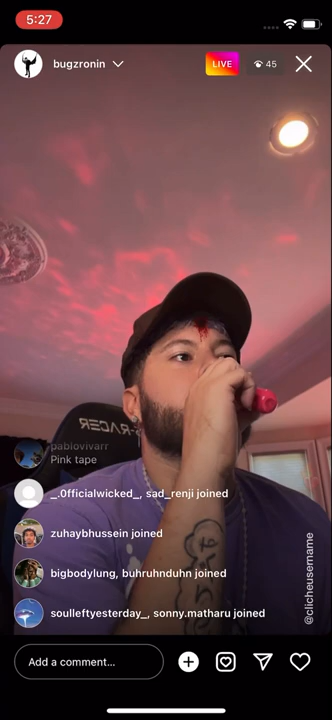 5:27
bugzronin
LIVE
45
DXRACER
pablovivarr
Pink tape
_.0fficialwicked_, sad_renji joined
zuhaybhussein joined
bigbodylung, buhruhnduhn joined
soulleftyesterday_, sonny.matharu joined
@clicheusername
Add a comment...